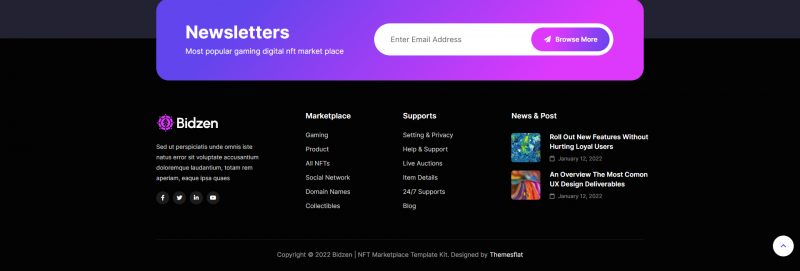 Newsletters
Most popular gaming digital nft market place
Enter Email Address
Browse More
Bidzen
Sed ut perspiciatis unde omnis iste
natus error sit voluptate accusantium
doloremque laudantium, totam rem
aperiam, eaque ipsa quaes
Marketplace
Gaming
Product
All NFTs
Social Network
Domain Names
Collectibles
Supports
Setting & Privacy
Help & Support
Live Auctions
Item Details
24/7 Supports
Blog
News & Post
Roll Out New Features Without
Hurting Loyal Users
January 12, 2022
An Overview The Most Comon
UX Design Deliverables
January 12, 2022
Copyright © 2022 Bidzen | NFT Marketplace Template Kit. Designed by Themesflat